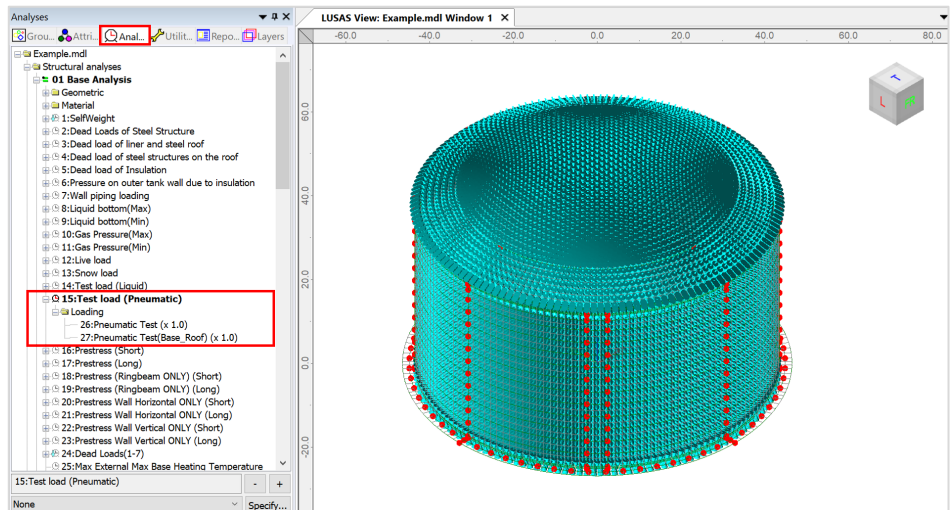 Analyses
LUSAS View: Example.mdl Window 1 X
Grou... Attri... Anal... Utilit... Repo... Layers
-60.0 -40.0 -20.0 0.0 20.0 40.0 60.0 80.0
Example.mdl
Structural analyses
01 Base Analysis
Geometric
Material
1:SelfWeight
2:Dead Loads of Steel Structure
3:Dead load of liner and steel roof
4:Dead load of steel structures on the roof
5:Dead load of Insulation
6:Pressure on outer tank wall due to insulation
7:Wall piping loading
8:Liquid bottom(Max)
9:Liquid bottom(Min)
10:Gas Pressure(Max)
11:Gas Pressure(Min)
12:Live load
13:Snow load
14:Test load (Liquid)
15:Test load (Pneumatic)
Loading
26:Pneumatic Test (x 1.0)
27:Pneumatic Test(Base_Roof) (x 1.0)
16:Prestress (Short)
17:Prestress (Long)
18:Prestress (Ringbeam ONLY) (Short)
19:Prestress (Ringbeam ONLY) (Long)
20:Prestress Wall Horizontal ONLY (Short)
21:Prestress Wall Horizontal ONLY (Long)
22:Prestress Wall Vertical ONLY (Short)
23:Prestress Wall Vertical ONLY (Long)
24:Dead Loads(1-7)
25:Max External Max Base Heating Temperature
15:Test load (Pneumatic) - +
None Specify...
60.0
40.0
20.0
0.0
-20.0
T
L